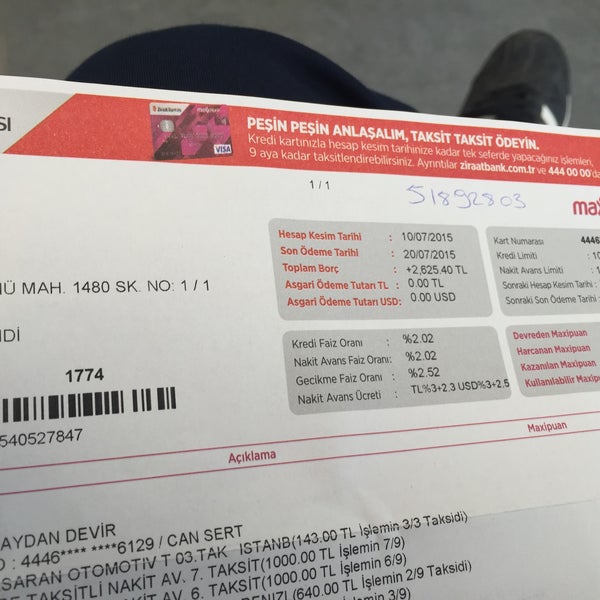 SI
Ziraat Bankası maximum
VISA
PEŞİN PEŞİN ANLAŞALIM, TAKSİT TAKSİT ÖDEYİN.
Kredi kartınızla hesap kesim tarihinize kadar tek seferde yapacağınız işlemleri,
9 aya kadar taksitlendirebilirsiniz. Ayrıntılar ziraatbank.com.tr ve 444 00 00'da
1 / 1
51892803
max
Hesap Kesim Tarihi : 10/07/2015
Son Ödeme Tarihi : 20/07/2015
Toplam Borç : +2,625.40 TL
Asgari Ödeme Tutarı TL : 0.00 TL
Asgari Ödeme Tutarı USD: 0.00 USD
Kart Numarası 4446
Kredi Limiti : 10
Nakit Avans Limiti : 1
Sonraki Hesap Kesim Tarihi :
Sonraki Son Ödeme Tarihi :
NÜ MAH. 1480 SK. NO: 1 / 1
NDİ
1774
540527847
Kredi Faiz Oranı : %2.02
Nakit Avans Faiz Oranı: %2.02
Gecikme Faiz Oranı : %2.52
Nakit Avans Ücreti : TL%3+2.3 USD%3+2.5
Devreden Maxipuan
Harcanan Maxipuan
Kazanılan Maxipuan
Kullanılabilir Maxipu
Açıklama
Maxipuan
AYDAN DEVİR
O : 4446**** ****6129 / CAN SERT
SARAN OTOMOTIV T 03.TAK ISTANB(143.00 TL İşlemin 3/3 Taksidi)
E TAKSİTLİ NAKİT AV. 7. TAKSİT(1000.00 TL İşlemin 7/9)
TAKSİTLİ NAKİT AV. 6. TAKSİT(1000.00 TL İşlemin 6/9)
DENIZLI (640.00 TL İşlemin 2/9 Taksidi)